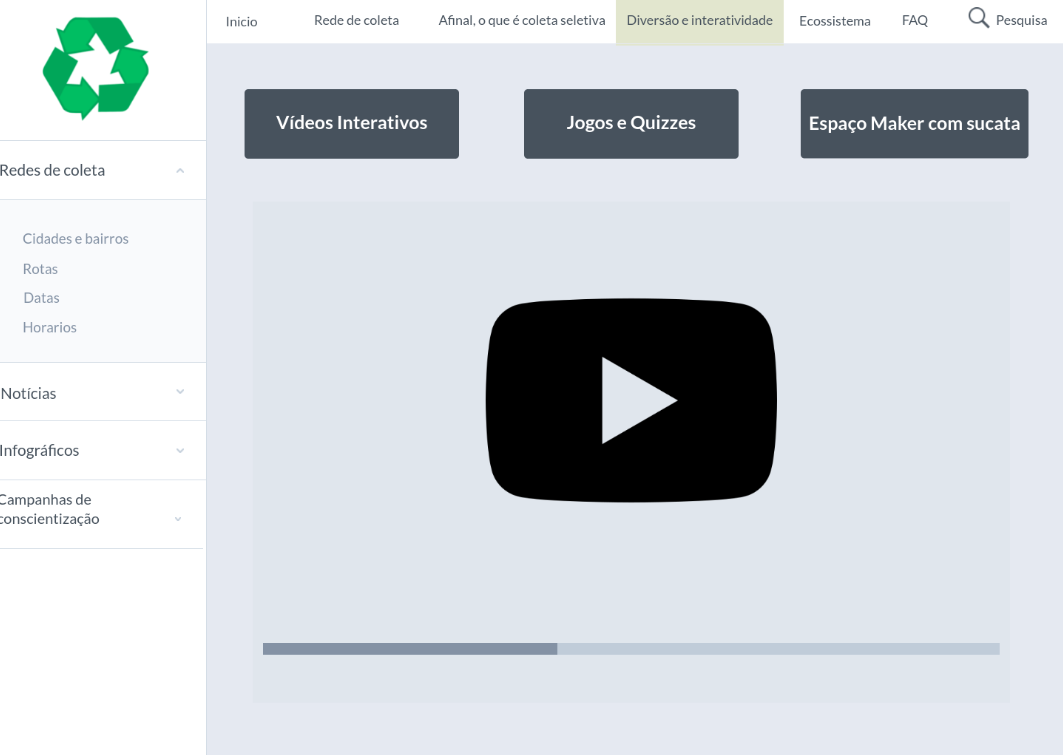 Inicio
Rede de coleta
Afinal, o que é coleta seletiva
Diversão e interatividade
Ecossistema
FAQ
Pesquisa
Redes de coleta
Cidades e bairros
Rotas
Datas
Horarios
Notícias
Infográficos
Campanhas de
conscientização
Vídeos Interativos
Jogos e Quizzes
Espaço Maker com sucata